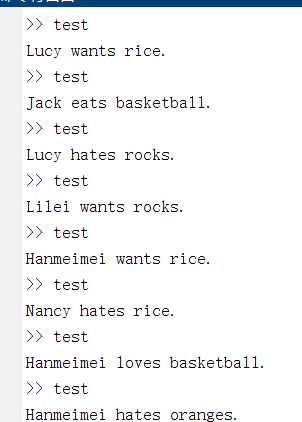 >> test
Lucy wants rice.
>> test
Jack eats basketball.
>> test
Lucy hates rocks.
>> test
Lilei wants rocks.
>> test
Hanmeimei wants rice.
>> test
Nancy hates rice.
>> test
Hanmeimei loves basketball.
>> test
Hanmeimei hates oranges.